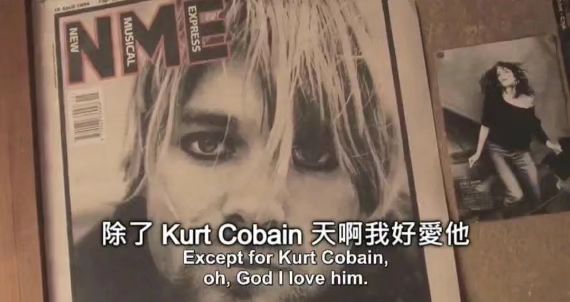 NME
NEW
MUSICAL
EXPRESS
除了 Kurt Cobain 天啊我好愛他
Except for Kurt Cobain,
oh, God I love him.